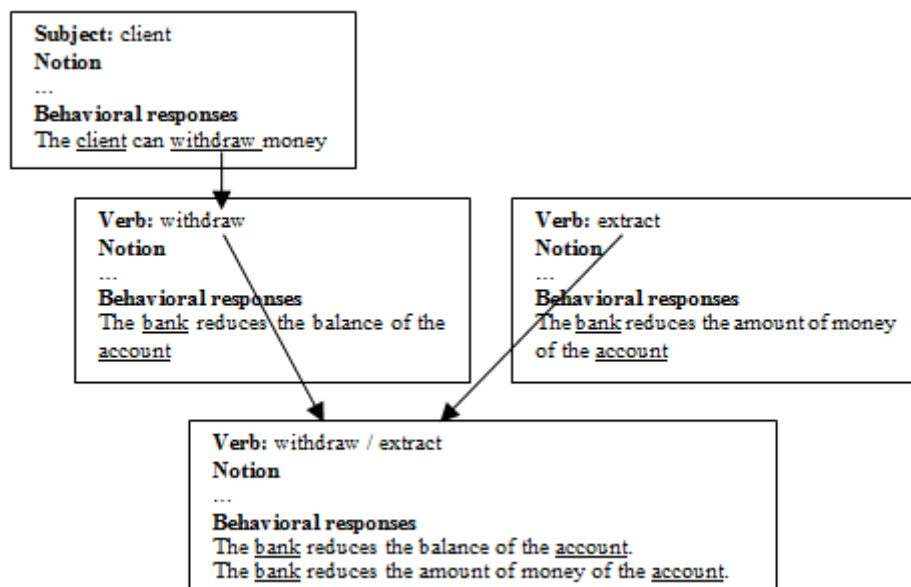 Subject: client
Notion
...
Behavioral responses
The client can withdraw money
Verb: withdraw
Notion
...
Behavioral responses
The bank reduces the balance of the
account
Verb: extract
Notion
...
Behavioral responses
The bank reduces the amount of money
of the account
Verb: withdraw / extract
Notion
...
Behavioral responses
The bank reduces the balance of the account.
The bank reduces the amount of money of the account.